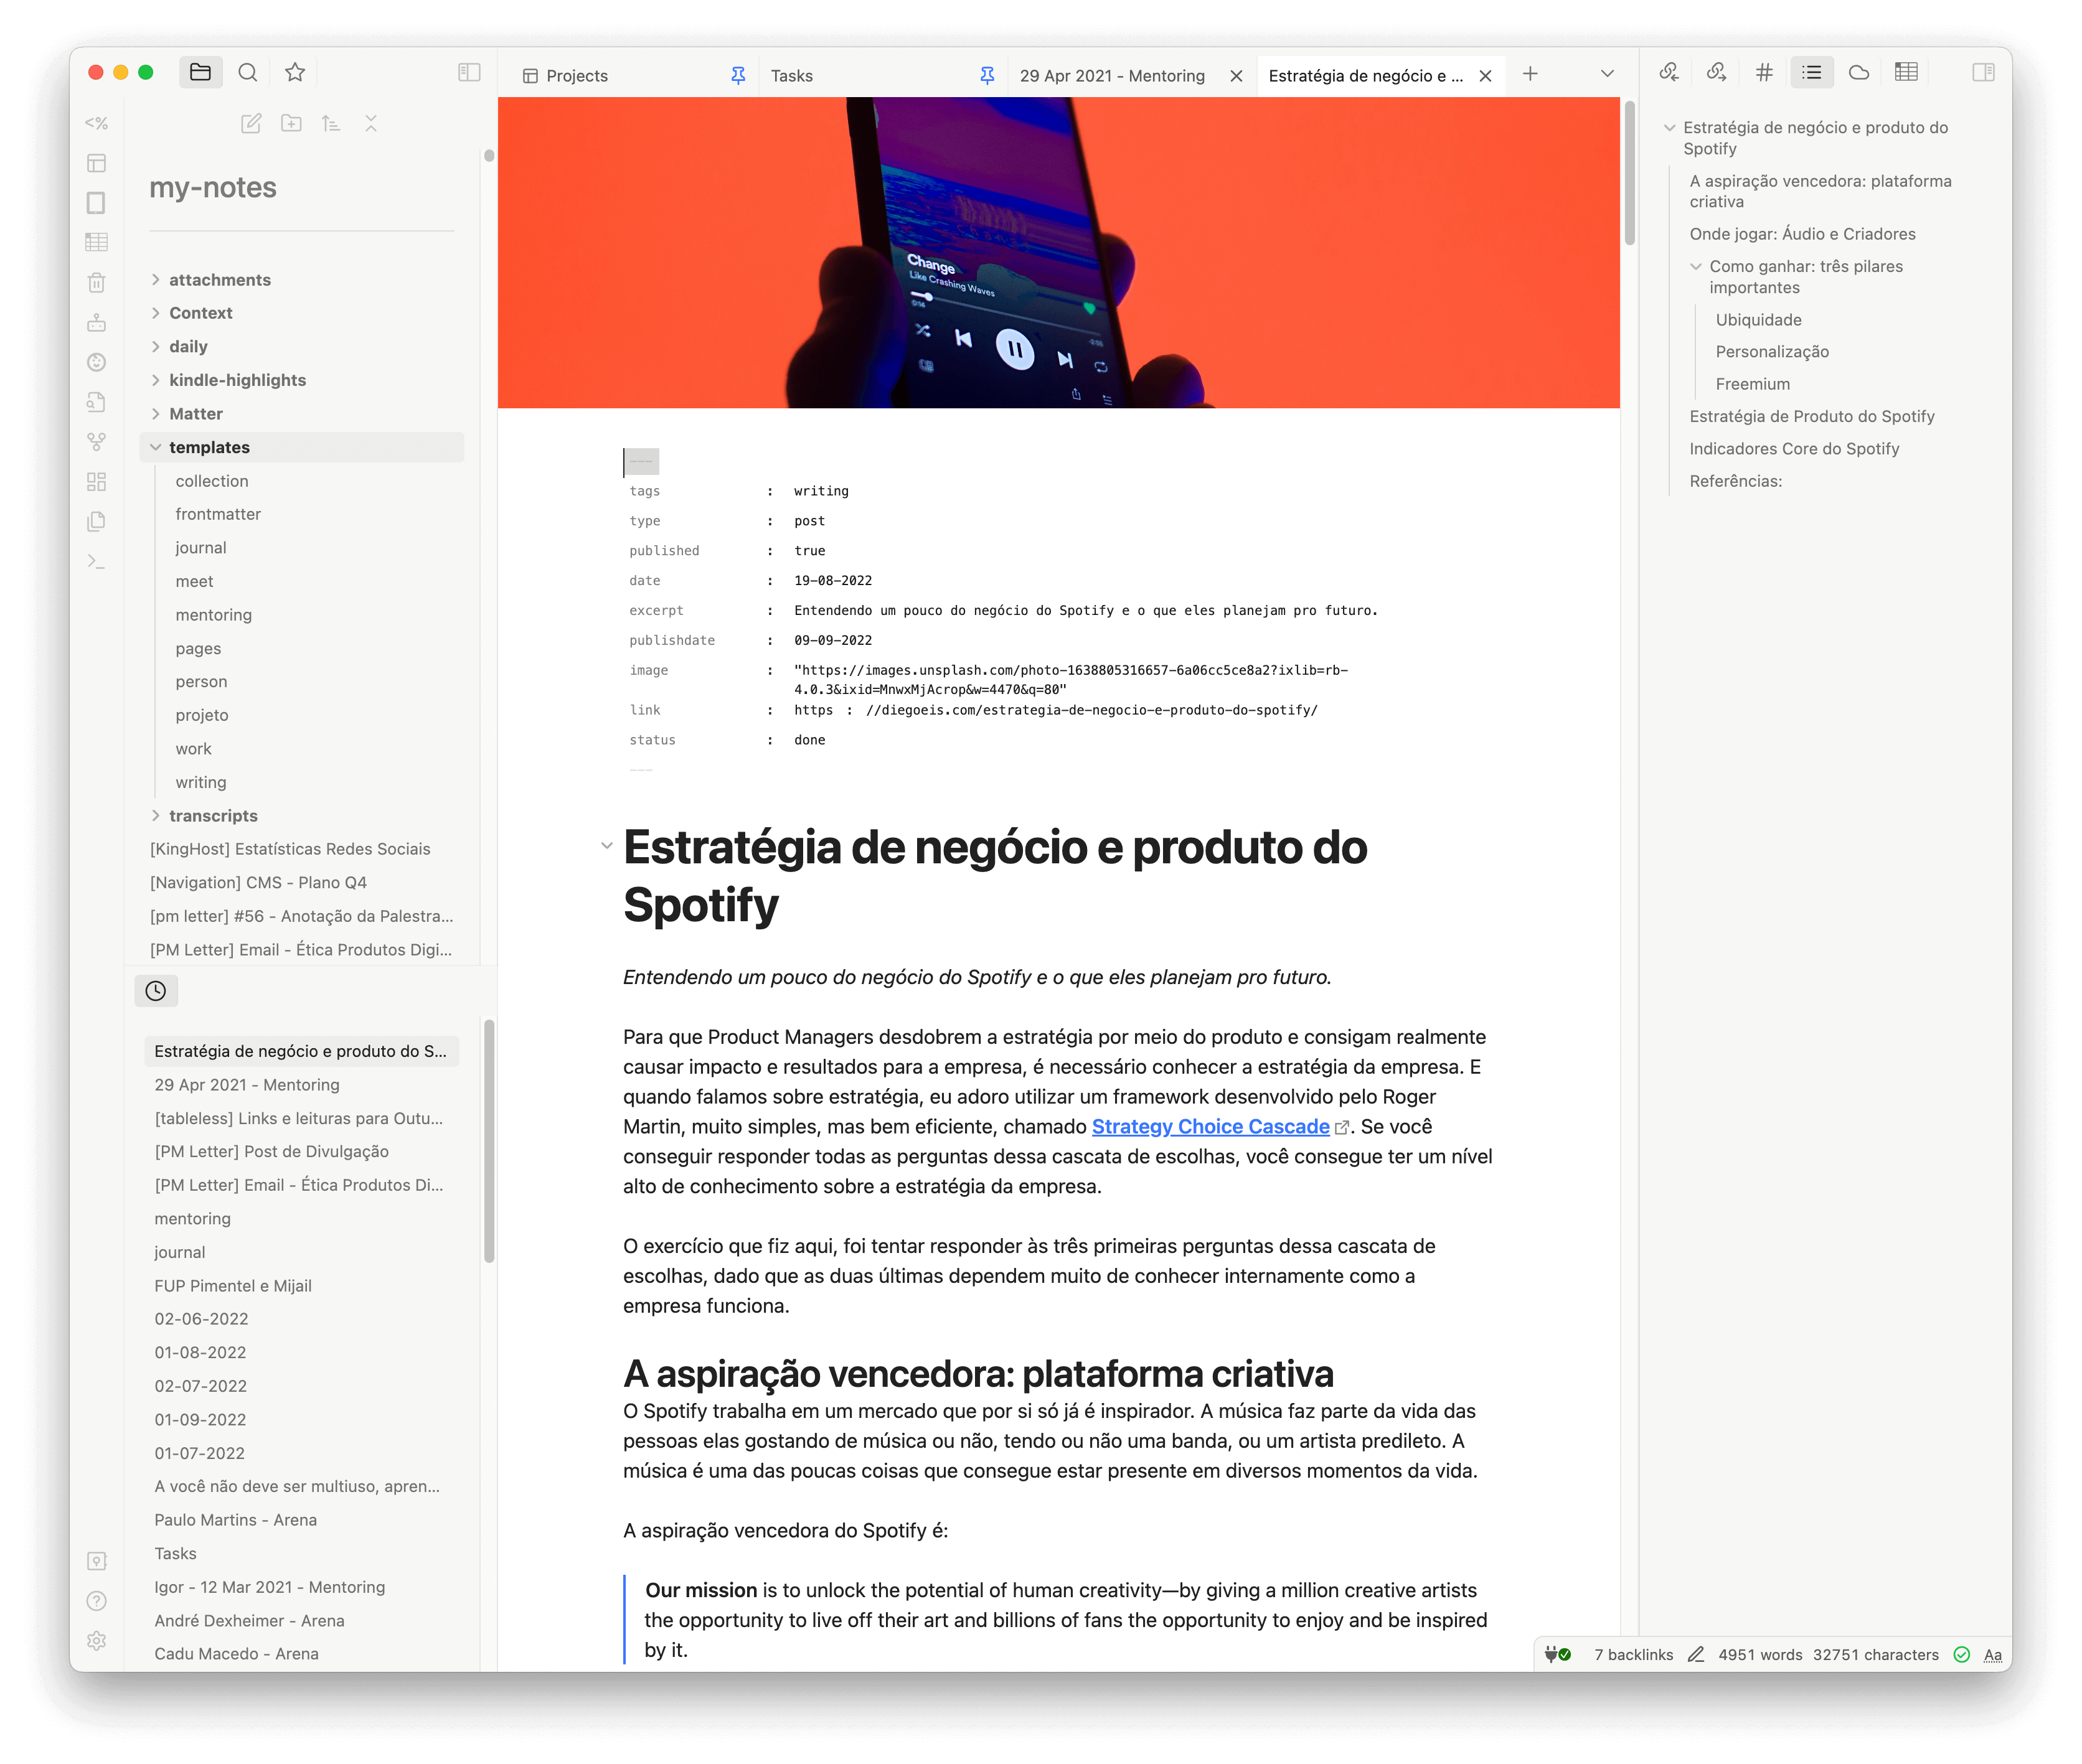 Projects
Tasks
29 Apr 2021 - Mentoring
Estratégia de negócio e ...
<%
my-notes
attachments
Context
daily
kindle-highlights
Matter
templates
collection
frontmatter
journal
meet
mentoring
pages
person
projeto
work
writing
transcripts
[KingHost] Estatísticas Redes Sociais
[Navigation] CMS - Plano Q4
[pm letter] #56 - Anotação da Palestra...
[PM Letter] Email - Ética Produtos Digi...
Estratégia de negócio e produto do S...
29 Apr 2021 - Mentoring
[tableless] Links e leituras para Outu...
[PM Letter] Post de Divulgação
[PM Letter] Email - Ética Produtos Di...
mentoring
journal
FUP Pimentel e Mijail
02-06-2022
01-08-2022
02-07-2022
01-09-2022
01-07-2022
A você não deve ser multiuso, apren...
Paulo Martins - Arena
Tasks
Igor - 12 Mar 2021 - Mentoring
André Dexheimer - Arena
Cadu Macedo - Arena
Change
Like Crashing Waves
0:14
---
tags : writing
type : post
published : true
date : 19-08-2022
excerpt : Entendendo um pouco do negócio do Spotify e o que eles planejam pro futuro.
publishdate : 09-09-2022
image : "https://images.unsplash.com/photo-1638805316657-6a06cc5ce8a2?ixlib=rb-
4.0.3&ixid=MnwxMjAcrop&w=4470&q=80"
link : https : //diegoeis.com/estrategia-de-negocio-e-produto-do-spotify/
status : done
---
Estratégia de negócio e produto do
Spotify
Entendendo um pouco do negócio do Spotify e o que eles planejam pro futuro.
Para que Product Managers desdobrem a estratégia por meio do produto e consigam realmente
causar impacto e resultados para a empresa, é necessário conhecer a estratégia da empresa. E
quando falamos sobre estratégia, eu adoro utilizar um framework desenvolvido pelo Roger
Martin, muito simples, mas bem eficiente, chamado Strategy Choice Cascade. Se você
conseguir responder todas as perguntas dessa cascata de escolhas, você consegue ter um nível
alto de conhecimento sobre a estratégia da empresa.
O exercício que fiz aqui, foi tentar responder às três primeiras perguntas dessa cascata de
escolhas, dado que as duas últimas dependem muito de conhecer internamente como a
empresa funciona.
A aspiração vencedora: plataforma criativa
O Spotify trabalha em um mercado que por si só já é inspirador. A música faz parte da vida das
pessoas elas gostando de música ou não, tendo ou não uma banda, ou um artista predileto. A
música é uma das poucas coisas que consegue estar presente em diversos momentos da vida.
A aspiração vencedora do Spotify é:
Our mission is to unlock the potential of human creativity—by giving a million creative artists
the opportunity to live off their art and billions of fans the opportunity to enjoy and be inspired
by it.
Estratégia de negócio e produto do
Spotify
A aspiração vencedora: plataforma
criativa
Onde jogar: Áudio e Criadores
Como ganhar: três pilares
importantes
Ubiquidade
Personalização
Freemium
Estratégia de Produto do Spotify
Indicadores Core do Spotify
Referências:
7 backlinks 4951 words 32751 characters Aa